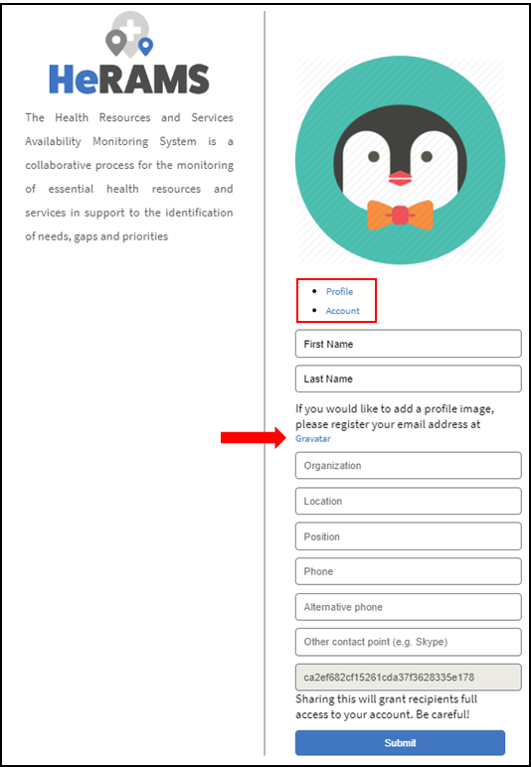 HeRAMS
The Health Resources and Services
Availability Monitoring System is a
collaborative process for the monitoring
of essential health resources and
services in support to the identification
of needs, gaps and priorities
Profile
Account
First Name
Last Name
If you would like to add a profile image,
please register your email address at
Gravatar
Organization
Location
Position
Phone
Alternative phone
Other contact point (e.g. Skype)
ca2ef682cf15261cda37f3628335e178
Sharing this will grant recipients full
access to your account. Be careful!
Submit